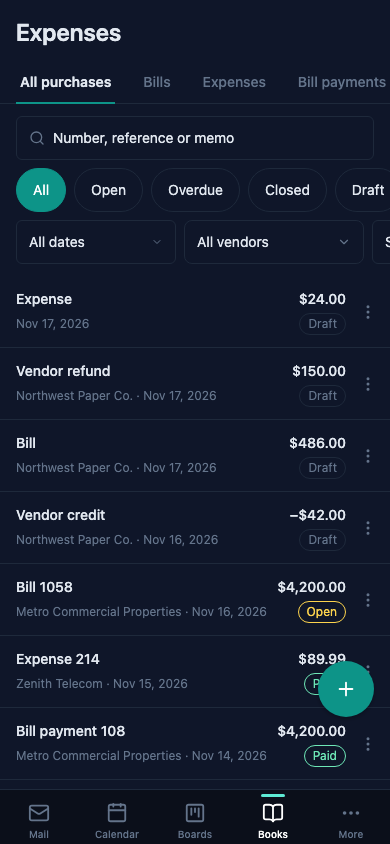 Expenses
All purchases Bills Expenses Bill payments
Number, reference or memo
All Open Overdue Closed Draft
All dates All vendors
Expense $24.00
Nov 17, 2026 Draft
Vendor refund $150.00
Northwest Paper Co. · Nov 17, 2026 Draft
Bill $486.00
Northwest Paper Co. · Nov 17, 2026 Draft
Vendor credit –$42.00
Northwest Paper Co. · Nov 16, 2026 Draft
Bill 1058 $4,200.00
Metro Commercial Properties · Nov 16, 2026 Open
Expense 214 $89.99
Zenith Telecom · Nov 15, 2026
Bill payment 108 $4,200.00
Metro Commercial Properties · Nov 14, 2026 Paid
Mail Calendar Boards Books More